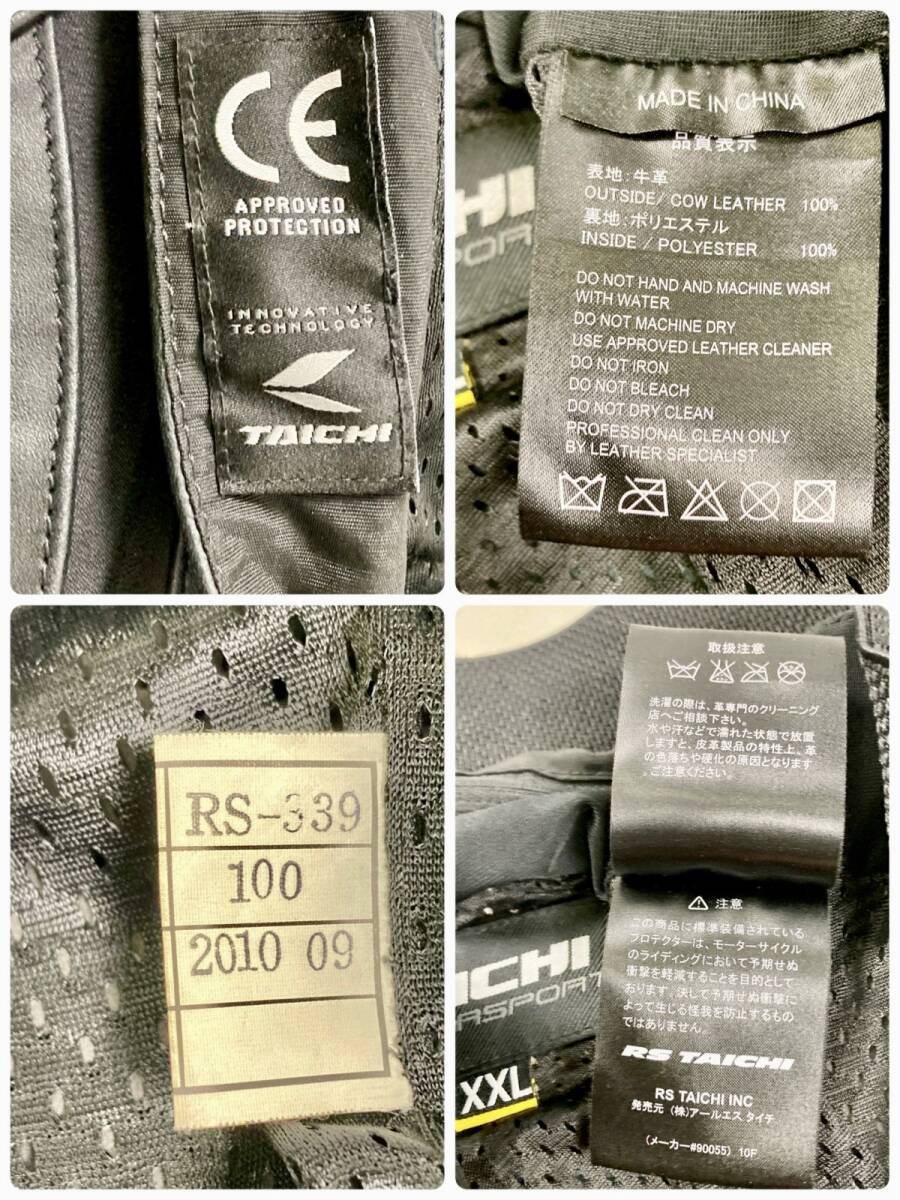 CE
APPROVED
PROTECTION
INNOVATIVE
TECHNOLOGY
TAICHI
MADE IN CHINA
品質表示
表地:牛革
OUTSIDE/ COW LEATHER 100%
裏地:ポリエステル
INSIDE / POLYESTER 100%
DO NOT HAND AND MACHINE WASH
WITH WATER
DO NOT MACHINE DRY
USE APPROVED LEATHER CLEANER
DO NOT IRON
DO NOT BLEACH
DO NOT DRY CLEAN
PROFESSIONAL CLEAN ONLY
BY LEATHER SPECIALIST
RS-339
100
2010 09
取扱注意
洗濯の際は、革専門のクリーニング
店へご相談下さい。
水や汗などで濡れた状態で放置
しますと、皮革製品の特性上、革
の色落ちや硬化の原因となります
。ご注意ください。
注意
この商品に標準装備されている
プロテクターは、モーターサイクル
のライディングにおいて予期せぬ
衝撃を軽減することを目的として
おります。決して予期せぬ衝撃に
よって生じる怪我を防止するもの
ではありません。
RS TAICHI
RS TAICHI INC
発売元 (株)アールエス タイチ
(メーカー#90055) 10F
XXL